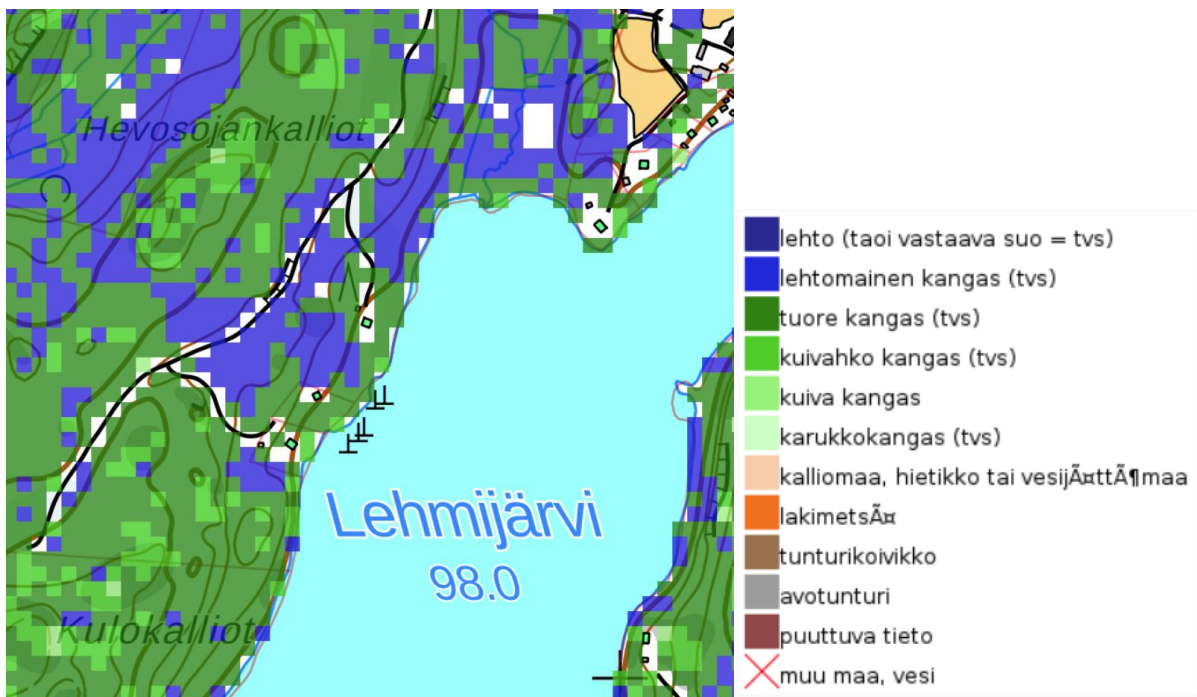 Hevosojankalliot
Lehmijärvi
98.0
Kulokalliot
lehto (taoi vastaava suo = tvs)
lehtomainen kangas (tvs)
tuore kangas (tvs)
kuivahko kangas (tvs)
kuiva kangas
karukkokangas (tvs)
kalliomaa, hietikko tai vesijÃ¤ttÃ¶maa
lakimetsÃ¤
tunturikoivikko
avotunturi
puuttuva tieto
muu maa, vesi